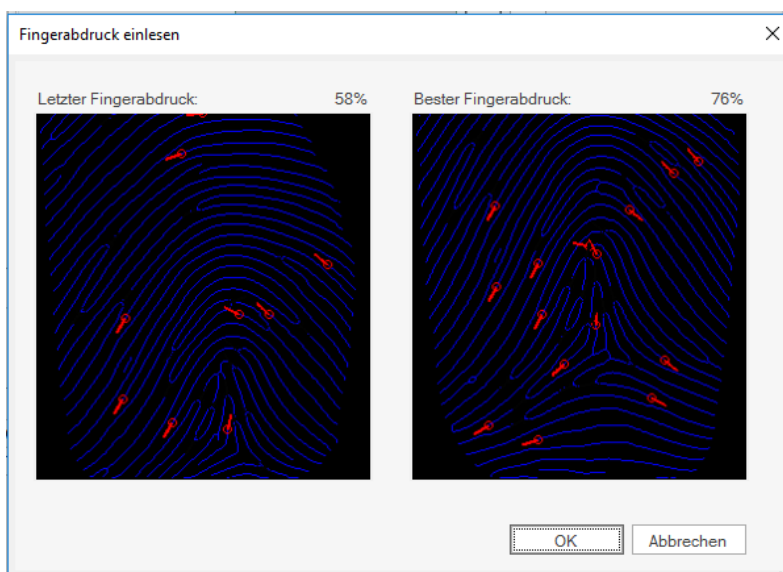 Fingerabdruck einlesen
Letzter Fingerabdruck: 58% Bester Fingerabdruck: 76%
OK Abbrechen